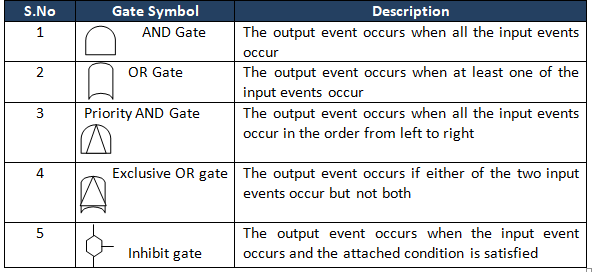 S.No Gate Symbol Description
1 AND Gate The output event occurs when all the input events
occur
2 OR Gate The output event occurs when at least one of the
input events occur
3 Priority AND Gate The output event occurs when all the input events
occur in the order from left to right
4 Exclusive OR gate The output event occurs if either of the two input
events occur but not both
5 The output event occurs when the input event
Inhibit gate occurs and the attached condition is satisfied